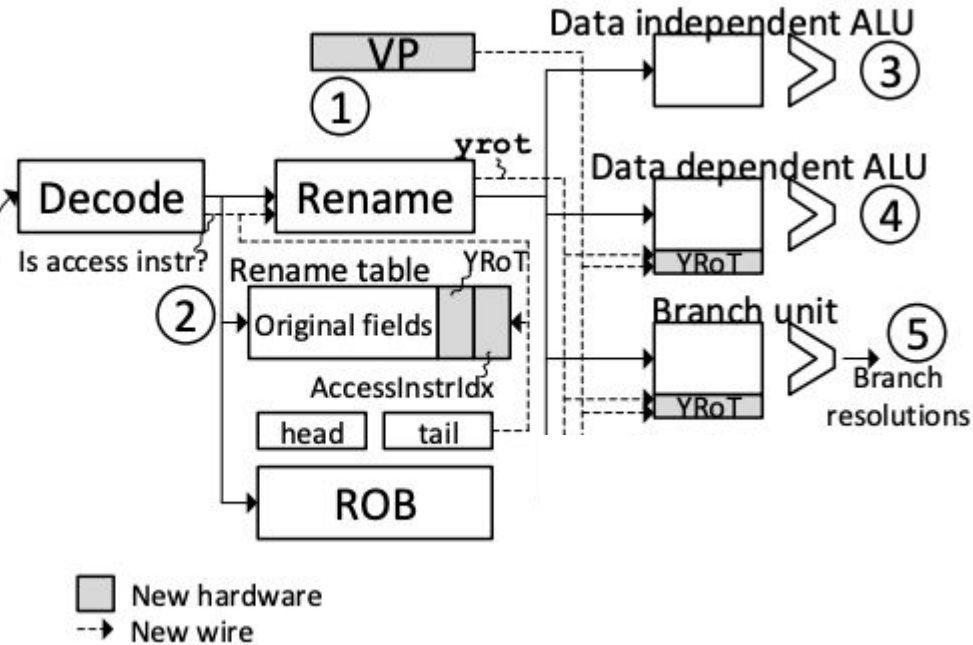 Data independent ALU
VP
1
3
yrot
Data dependent ALU
Decode
Rename
4
Is access instr?
YRoT
Rename table
YRoT
2
Original fields
Branch unit
5
AccessInstrIdx
Branch
resolutions
YRoT
head
tail
ROB
New hardware
New wire